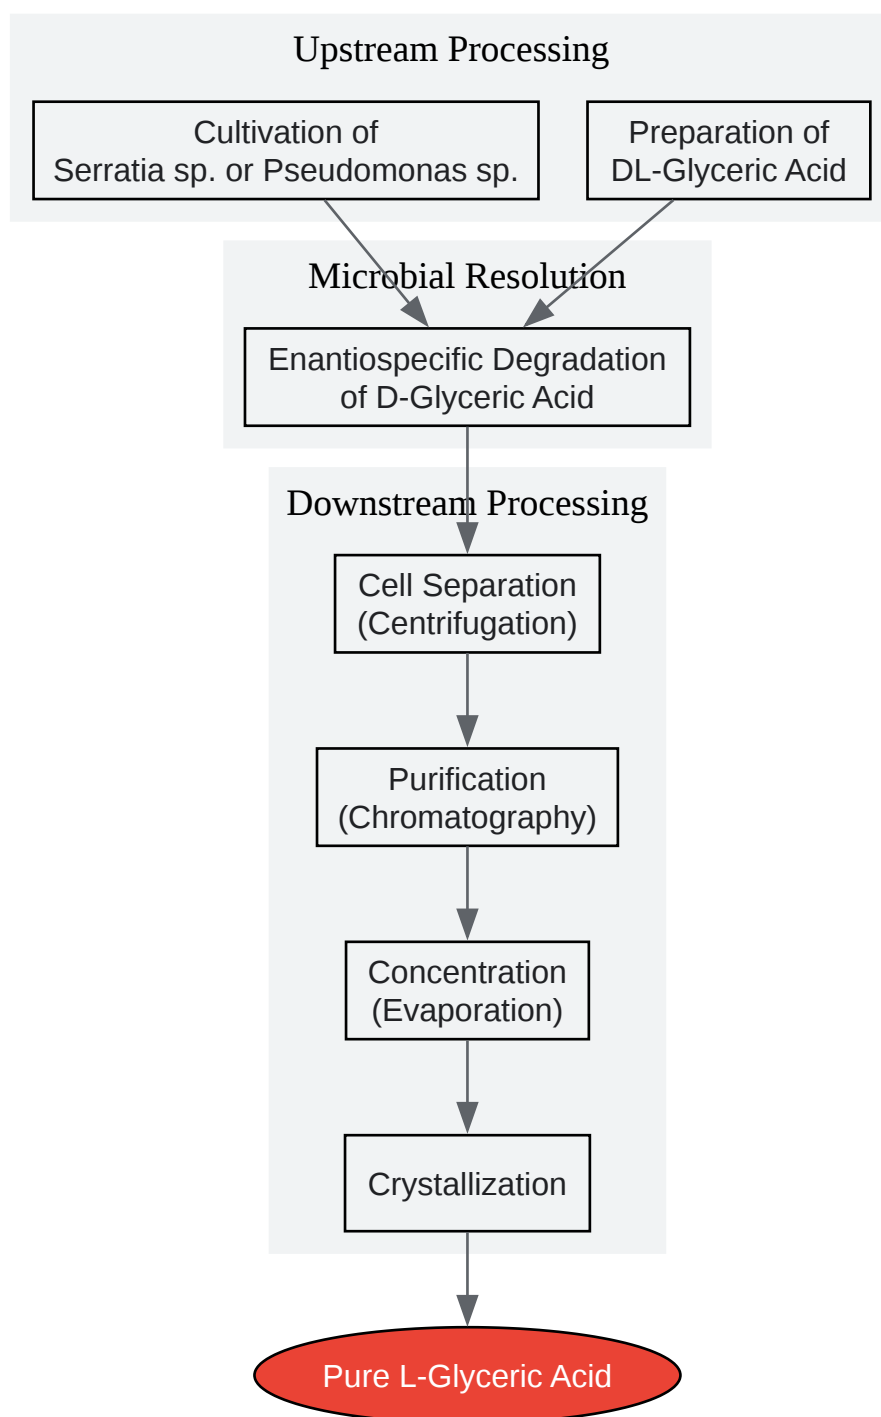 Upstream Processing
Cultivation of
Serratia sp. or Pseudomonas sp.
Preparation of
DL-Glyceric Acid
Microbial Resolution
Enantiospecific Degradation
of D-Glyceric Acid
Downstream Processing
Cell Separation
(Centrifugation)
Purification
(Chromatography)
Concentration
(Evaporation)
Crystallization
Pure L-Glyceric Acid